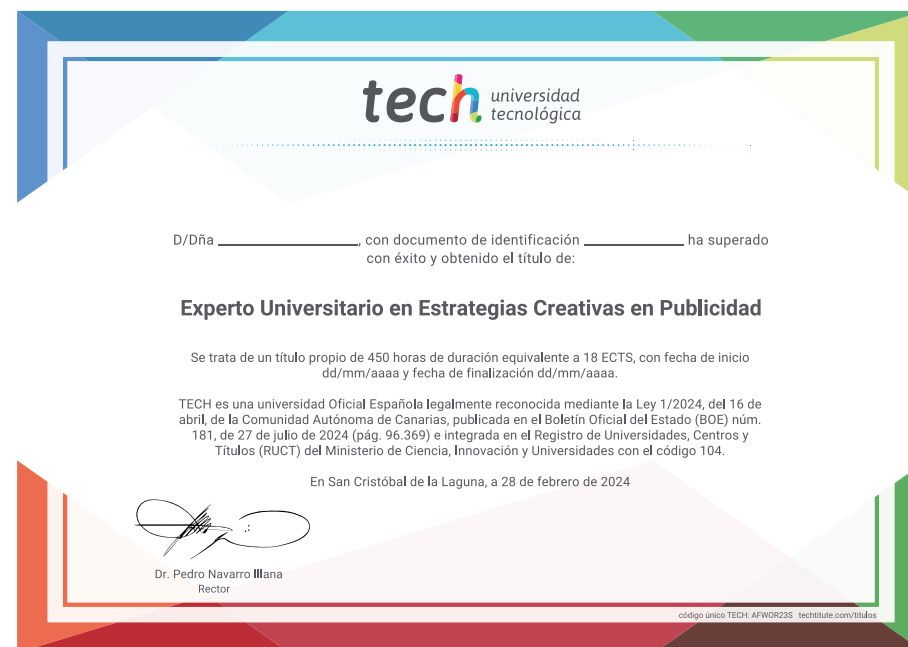 tech universidad
tecnológica
D/Dña ____________, con documento de identificación ____________ ha superado
con éxito y obtenido el título de:
Experto Universitario en Estrategias Creativas en Publicidad
Se trata de un título propio de 450 horas de duración equivalente a 18 ECTS, con fecha de inicio
dd/mm/aaaa y fecha de finalización dd/mm/aaaa.
TECH es una universidad Oficial Española legalmente reconocida mediante la Ley 1/2024, del 16 de
abril, de la Comunidad Autónoma de Canarias, publicada en el Boletín Oficial del Estado (BOE) núm.
181, de 27 de julio de 2024 (pág. 96.369) e integrada en el Registro de Universidades, Centros y
Títulos (RUCT) del Ministerio de Ciencia, Innovación y Universidades con el código 104.
En San Cristóbal de la Laguna, a 28 de febrero de 2024
Dr. Pedro Navarro Illana
Rector
código único TECH: AFWOR23S techtitute.com/titulos